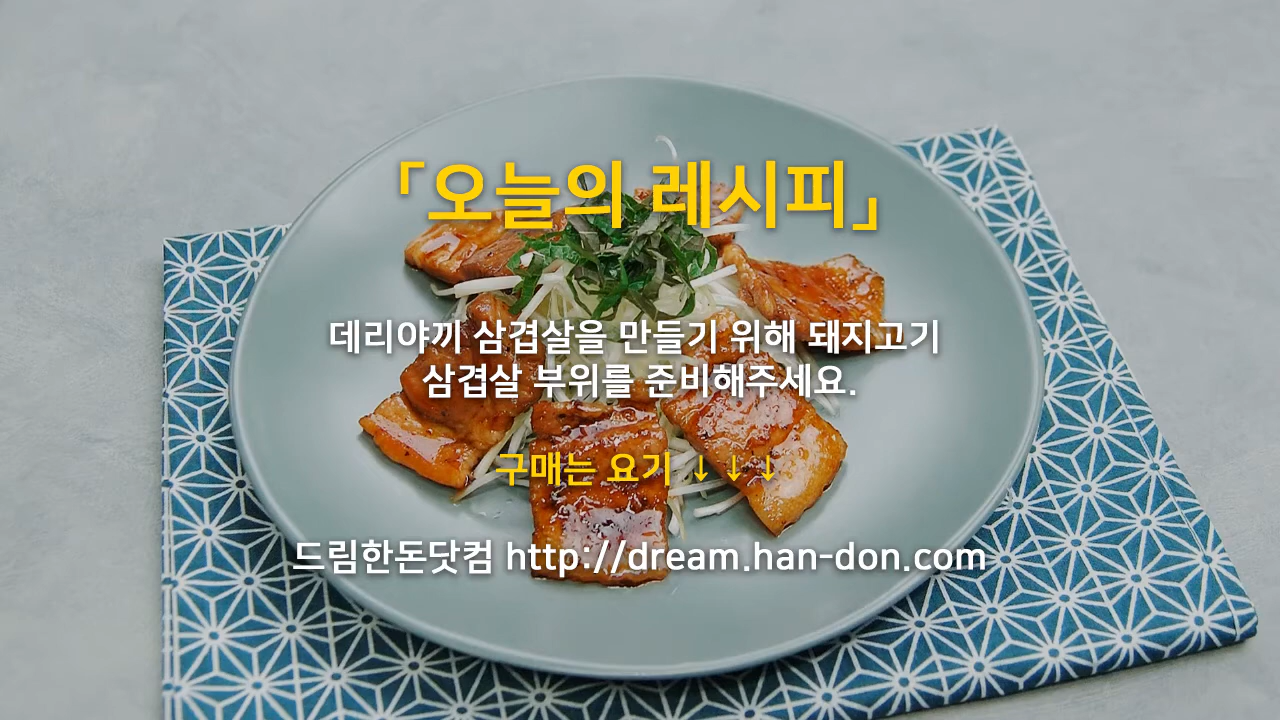 「오늘의 레시피」
데리야끼 삼겹살을 만들기 위해 돼지고기
삼겹살 부위를 준비해주세요.
구매는 요기 ↓ ↓ ↓
드림한돈닷컴 http://dream.han-don.com